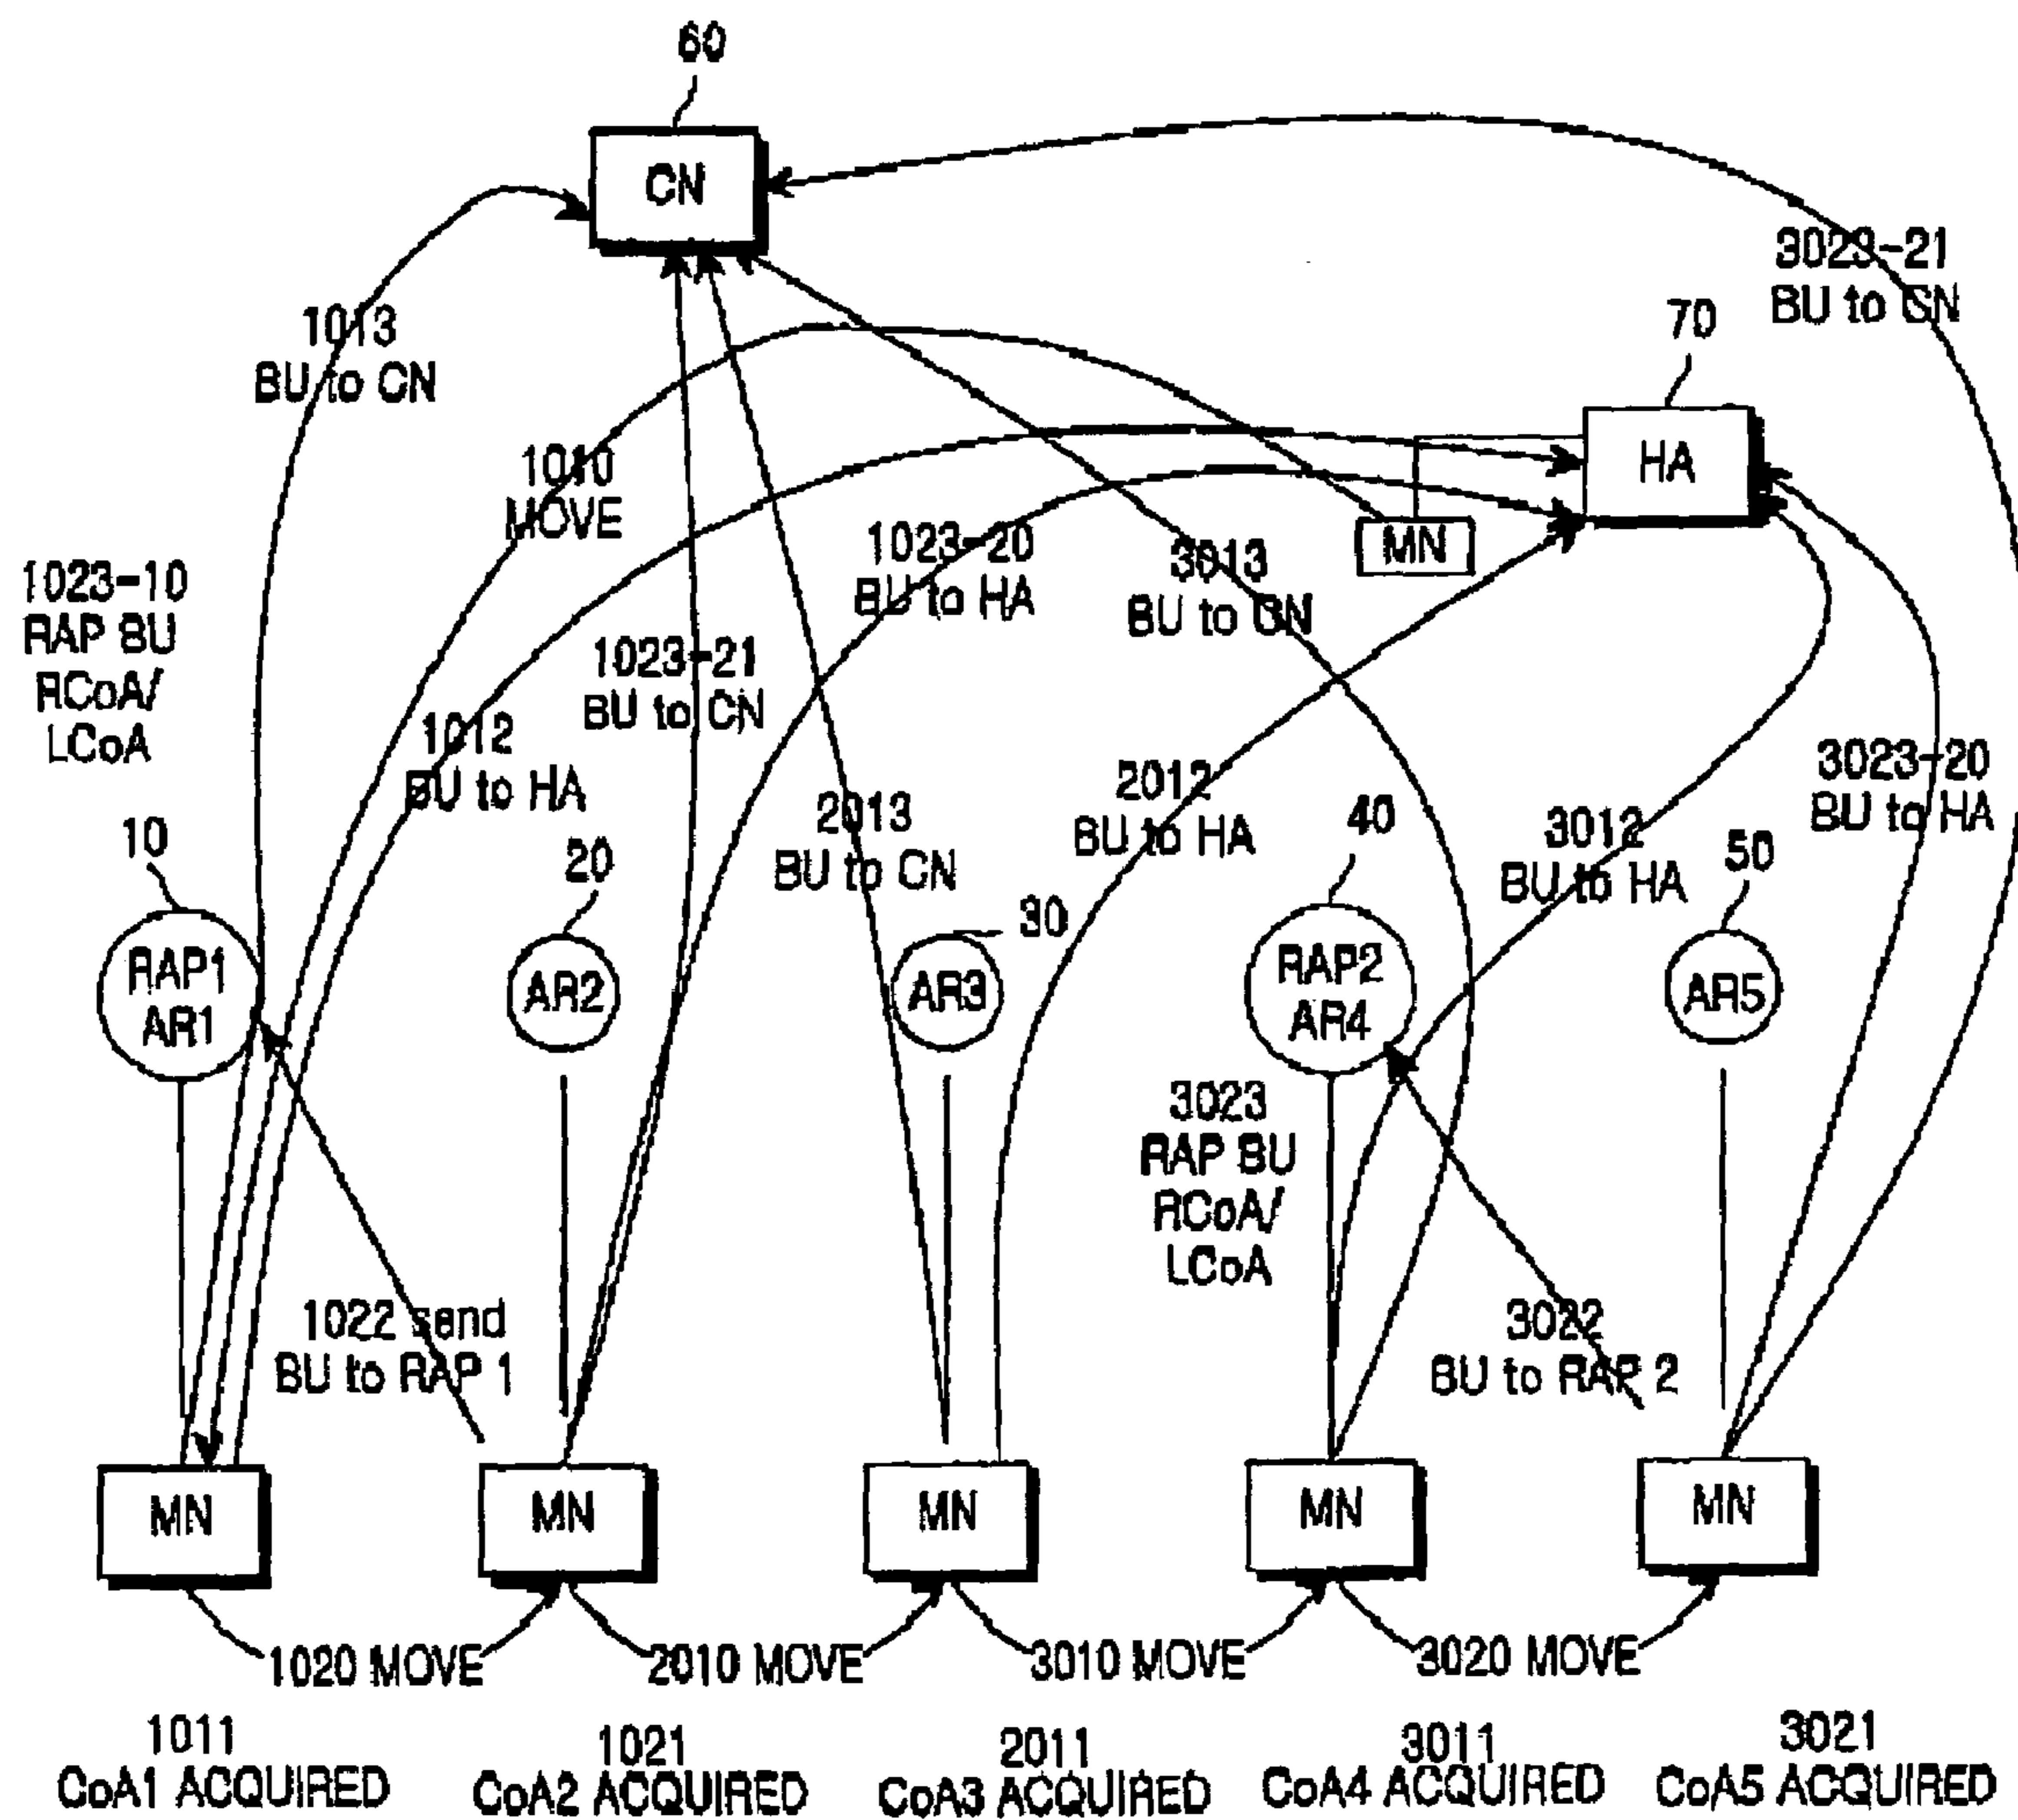 60
CN
3023-21
BU to CN
1013
BU to CN
70
HA
1010
MOVE
MN
1023-20
BU to HA
3013
BU to CN
1023-10
RAP BU
RCoA/
LCoA
1023-21
BU to CN
1012
BU to HA
2013
BU to CN
2012
BU to HA
3023-20
BU to HA
3012
BU to HA
10
20
30
40
50
RAP1
AR1
AR2
AR3
RAP2
AR4
AR5
3023
RAP BU
RCoA/
LCoA
1022 send
BU to RAP 1
3022
BU to RAP 2
MN
MN
MN
MN
MN
1020 MOVE
2010 MOVE
3010 MOVE
3020 MOVE
1011
CoA1 ACQUIRED
1021
CoA2 ACQUIRED
2011
CoA3 ACQUIRED
3011
CoA4 ACQUIRED
3021
CoA5 ACQUIRED